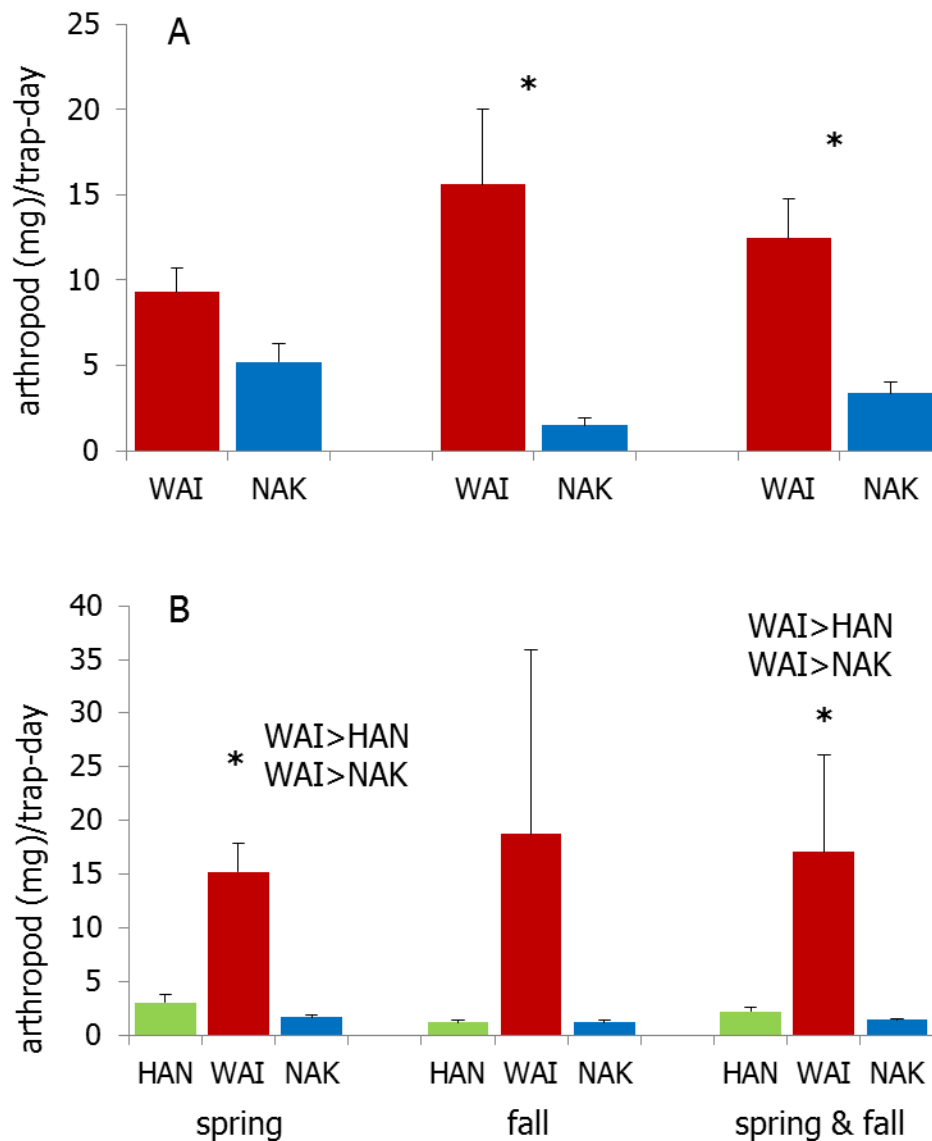 A
arthropod (mg)/trap-day
25
20
15
10
5
0
*
*
WAI NAK WAI NAK WAI NAK
B
arthropod (mg)/trap-day
40
35
30
25
20
15
10
5
0
*
WAI>HAN
WAI>NAK
WAI>HAN
WAI>NAK
*
HAN WAI NAK HAN WAI NAK HAN WAI NAK
spring fall spring & fall